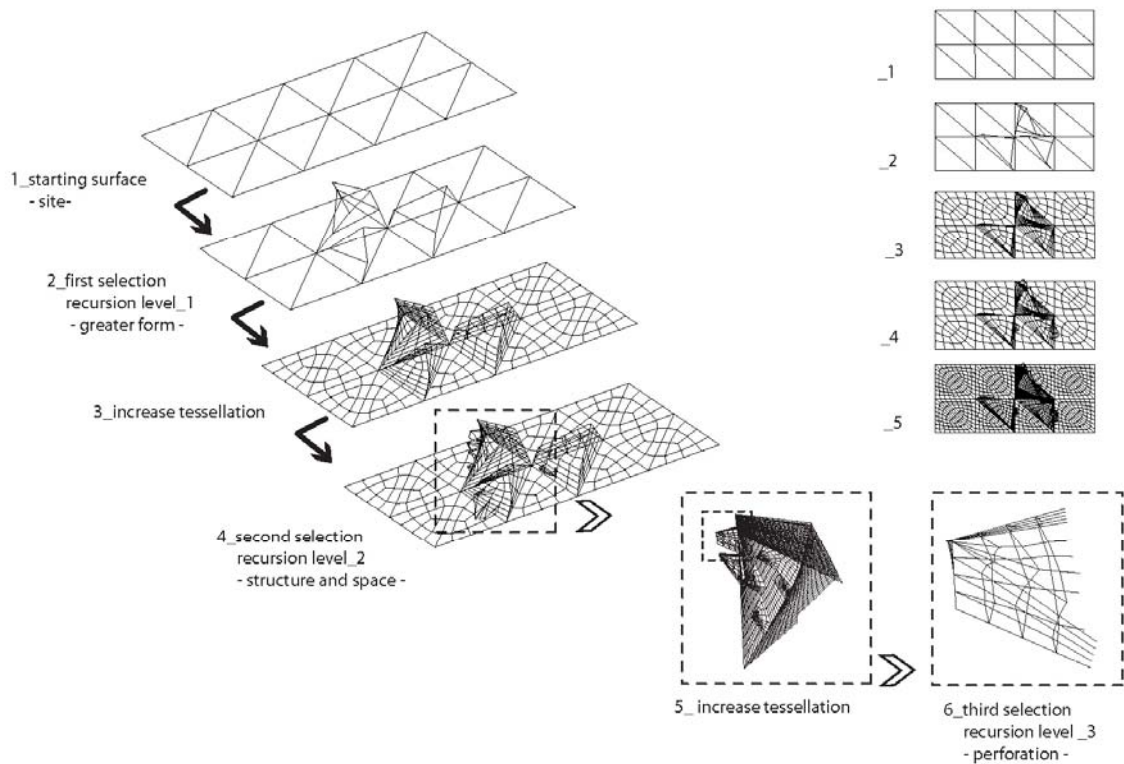 1_starting surface
- site-
2_first selection
recursion level_1
- greater form -
3_increase tessellation
4_second selection
recursion level_2
- structure and space -
5_ increase tessellation
6_third selection
recursion level _3
- perforation -
_1
_2
_3
_4
_5